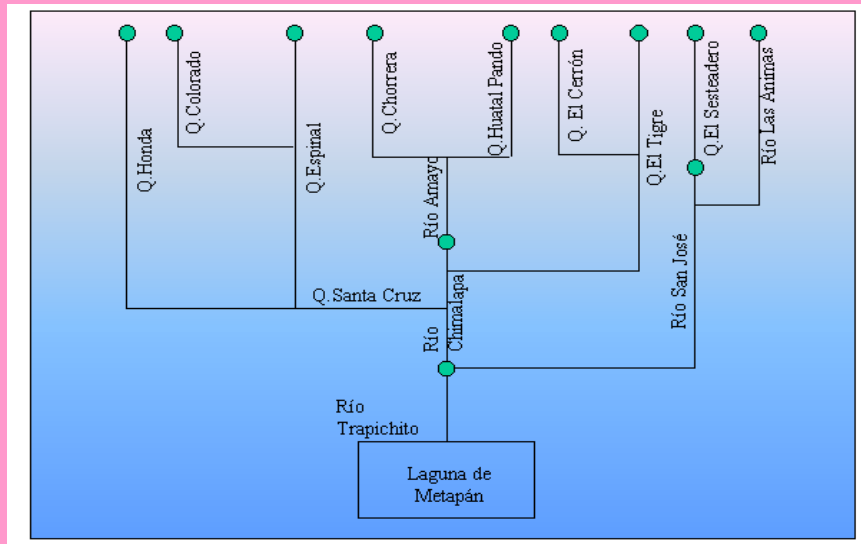 Q.Honda
Q.Colorado
Q.Espinal
Q.Chorrera
Q.Huatal Pando
Q. El Cerrón
Q.El Tigre
Q.El Sesteadero
Río Las Animas
Río Amayo
Río San José
Q.Santa Cruz
Río
Chimalapa
Río
Trapichito
Laguna de
Metapán